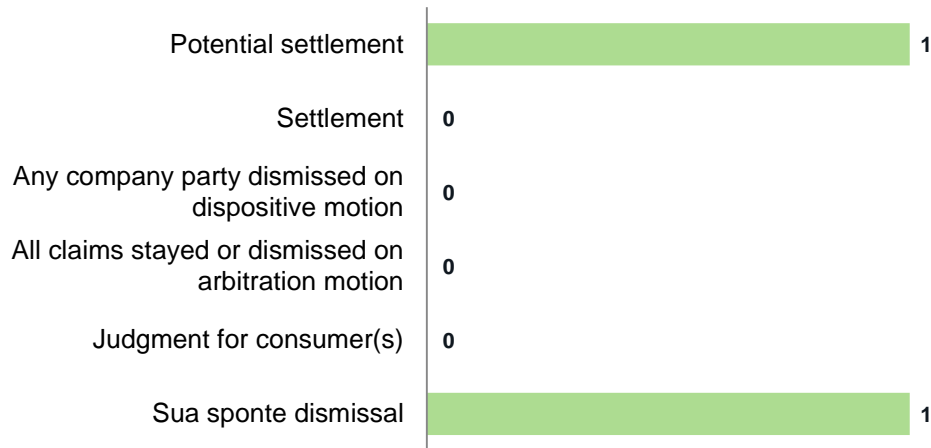 Potential settlement 1
Settlement 0
Any company party dismissed on
dispositive motion 0
All claims stayed or dismissed on
arbitration motion 0
Judgment for consumer(s) 0
Sua sponte dismissal 1